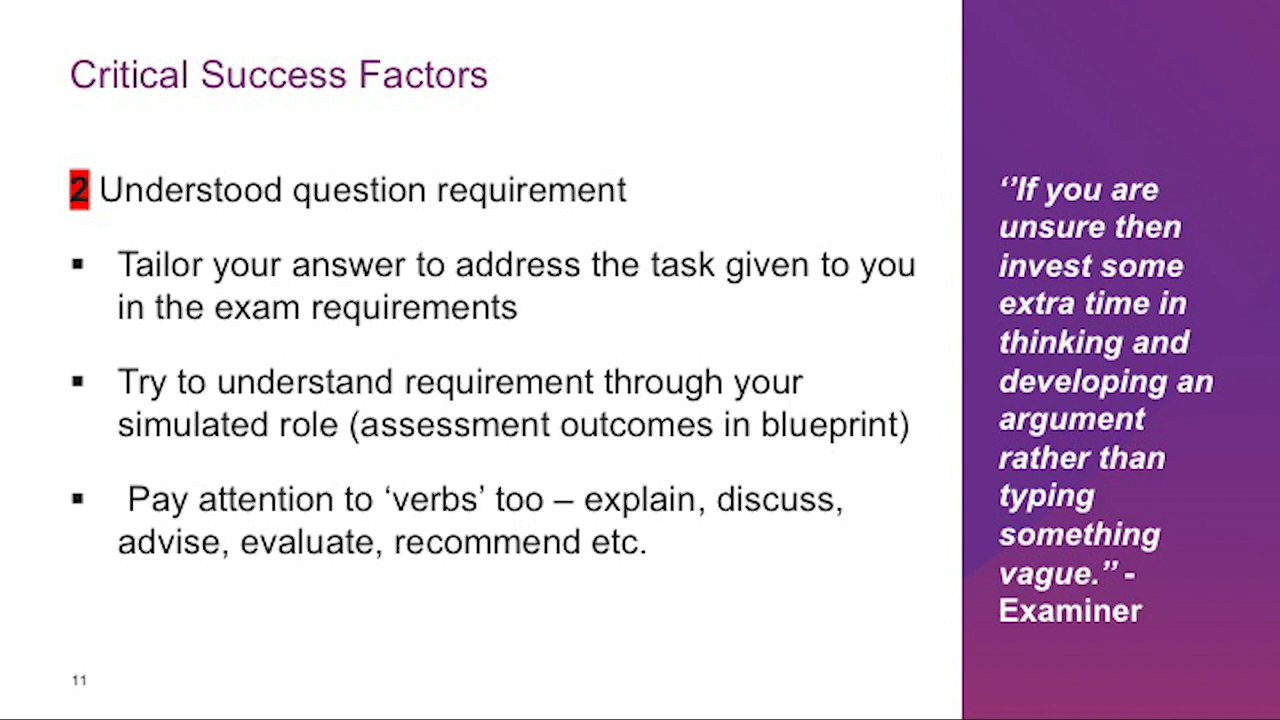 Critical Success Factors
2 Understood question requirement
▪ Tailor your answer to address the task given to you
in the exam requirements
▪ Try to understand requirement through your
simulated role (assessment outcomes in blueprint)
▪ Pay attention to ‘verbs’ too – explain, discuss,
advise, evaluate, recommend etc.
11
‘’If you are
unsure then
invest some
extra time in
thinking and
developing an
argument
rather than
typing
something
vague.’’ -
Examiner